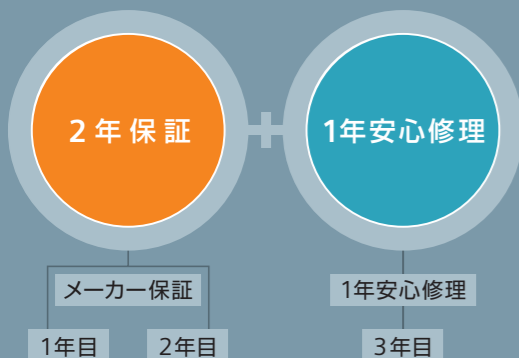 2年保証
+
1年安心修理
メーカー保証
1年安心修理
1年目
2年目
3年目